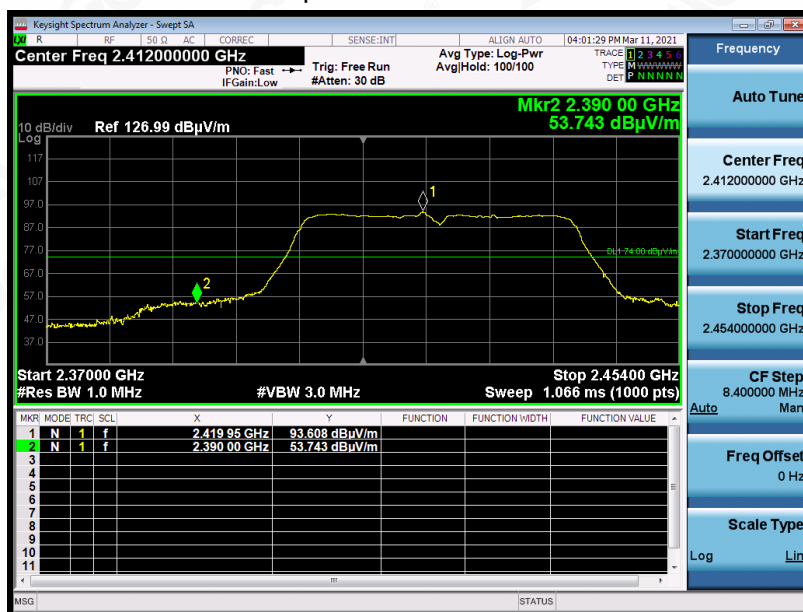 Keysight Spectrum Analyzer - Swept SA
LXI R RF 50 Ω AC CORREC SENSE:INT ALIGN AUTO 04:01:29 PM Mar 11, 2021
Center Freq 2.412000000 GHz
PNO: Fast
IFGain:Low
Trig: Free Run
#Atten: 30 dB
Avg Type: Log-Pwr
Avg|Hold: 100/100
TRACE 1 2 3 4 5 6
TYPE M
DET P N N N N N
Mkr2 2.390 00 GHz
53.743 dBµV/m
10 dB/div Ref 126.99 dBµV/m
Log
117
107
97.0
87.0
77.0
67.0
57.0
47.0
37.0
1
2
DL1 74.00 dBµV/m
Start 2.37000 GHz Stop 2.45400 GHz
#Res BW 1.0 MHz #VBW 3.0 MHz Sweep 1.066 ms (1000 pts)
MKR MODE TRC SCL X Y FUNCTION FUNCTION WIDTH FUNCTION VALUE
1 N 1 f 2.419 95 GHz 93.608 dBµV/m
2 N 1 f 2.390 00 GHz 53.743 dBµV/m
3
4
5
6
7
8
9
10
11
MSG STATUS
Frequency
Auto Tune
Center Freq
2.412000000 GHz
Start Freq
2.370000000 GHz
Stop Freq
2.454000000 GHz
CF Step
8.400000 MHz
Auto Man
Freq Offset
0 Hz
Scale Type
Log Lin